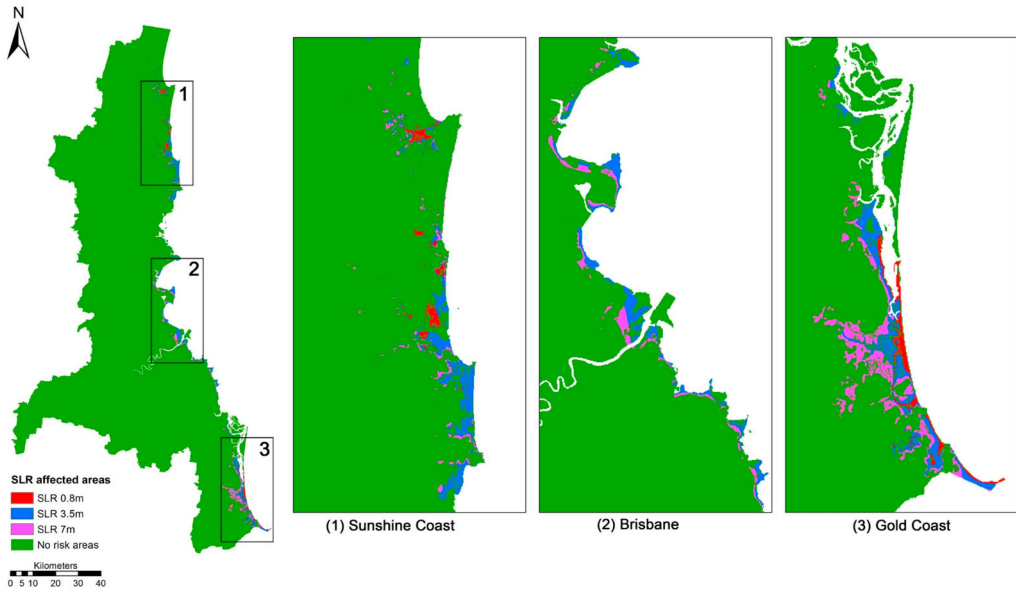 N
1
2
3
SLR affected areas
SLR 0.8m
SLR 3.5m
SLR 7m
No risk areas
Kilometers
0 5 10 20 30 40
(1) Sunshine Coast
(2) Brisbane
(3) Gold Coast